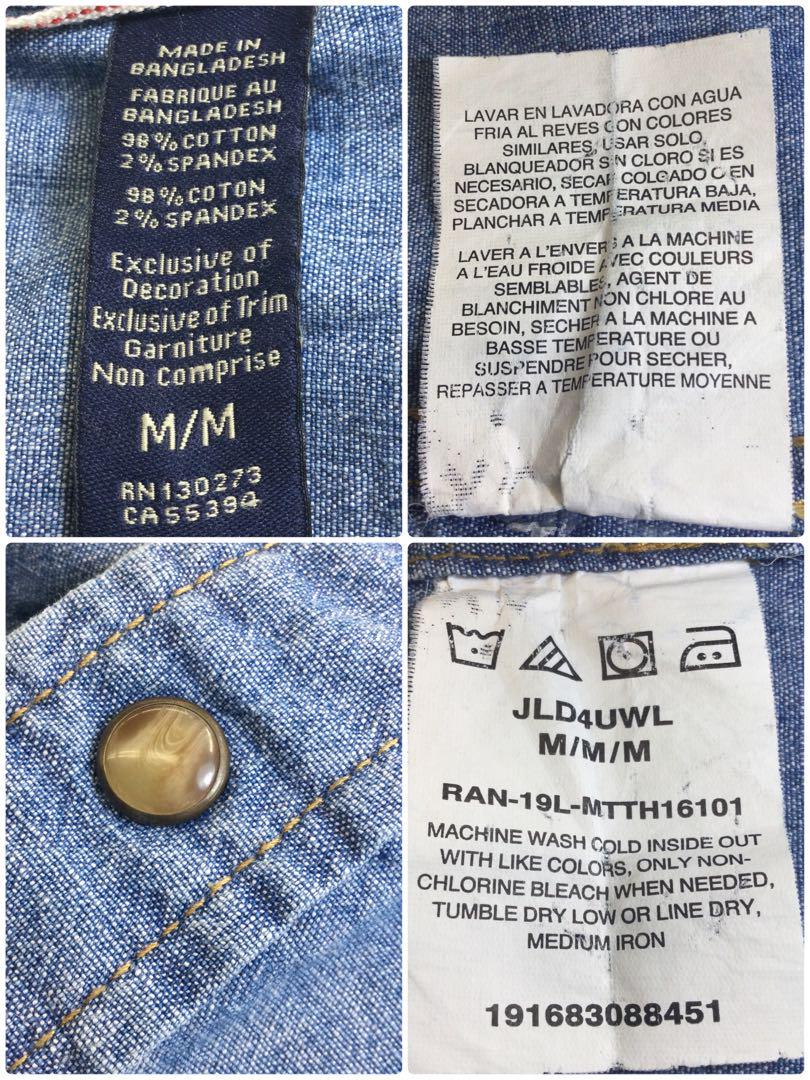 MADE IN
BANGLADESH
FABRIQUE AU
BANGLADESH
98%COTTON
2%SPANDEX
98%COTON
2%SPANDEX
Exclusive of
Decoration
Exclusive of Trim
Garniture
Non Comprise
M/M
RN130273
CA55394
LAVAR EN LAVADORA CON AGUA
FRIA AL REVES CON COLORES
SIMILARES, USAR SOLO
BLANQUEADOR SIN CLORO SI ES
NECESARIO, SECAR COLGADO O EN
SECADORA A TEMPERATURA BAJA,
PLANCHAR A TEMPERATURA MEDIA
LAVER A L'ENVERS A LA MACHINE
A L'EAU FROIDE AVEC COULEURS
SEMBLABLES, AGENT DE
BLANCHIMENT NON CHLORE AU
BESOIN, SECHER A LA MACHINE A
BASSE TEMPERATURE OU
SUSPENDRE POUR SECHER,
REPASSER A TEMPERATURE MOYENNE
JLD4UWL
M/M/M
RAN-19L-MTTH16101
MACHINE WASH COLD INSIDE OUT
WITH LIKE COLORS, ONLY NON-
CHLORINE BLEACH WHEN NEEDED,
TUMBLE DRY LOW OR LINE DRY,
MEDIUM IRON
191683088451